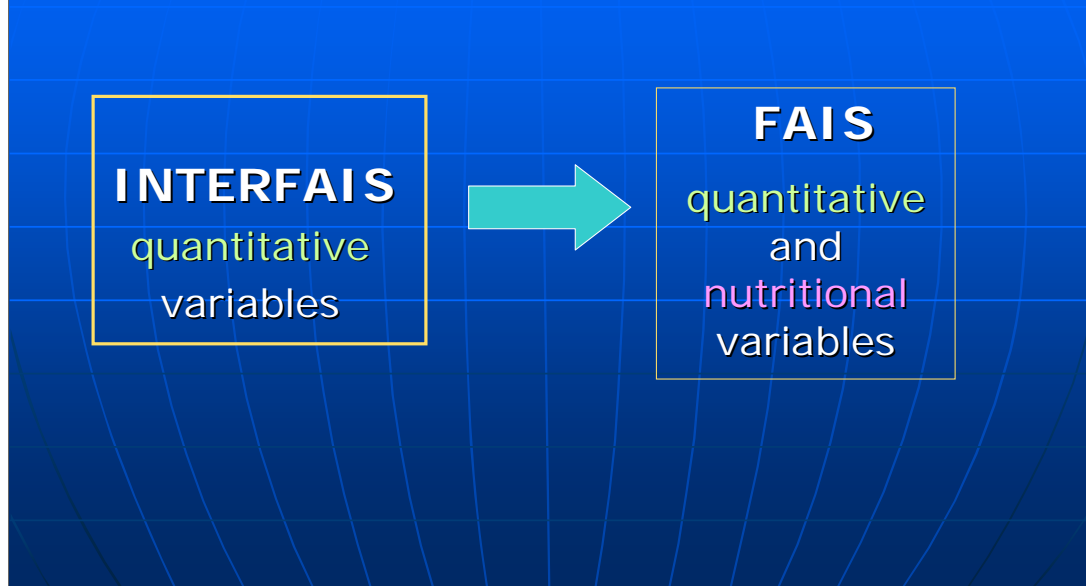 INTERFAIS
quantitative
variables
FAIS
quantitative
and
nutritional
variables